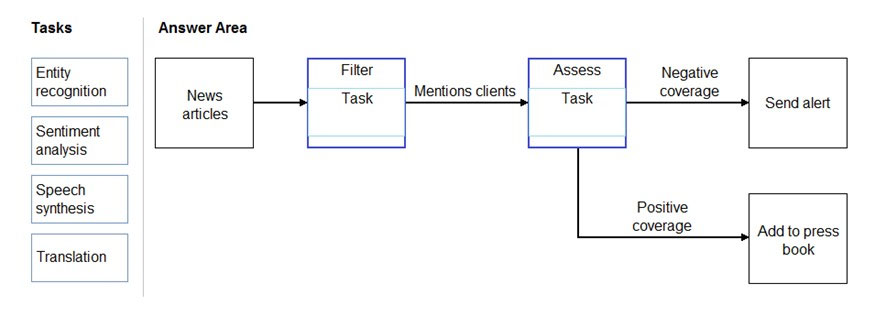 Tasks
Answer Area
Entity
recognition
Sentiment
analysis
Speech
synthesis
Translation
News
articles
Filter
Task
Mentions clients
Assess
Task
Negative
coverage
Send alert
Positive
coverage
Add to press
book